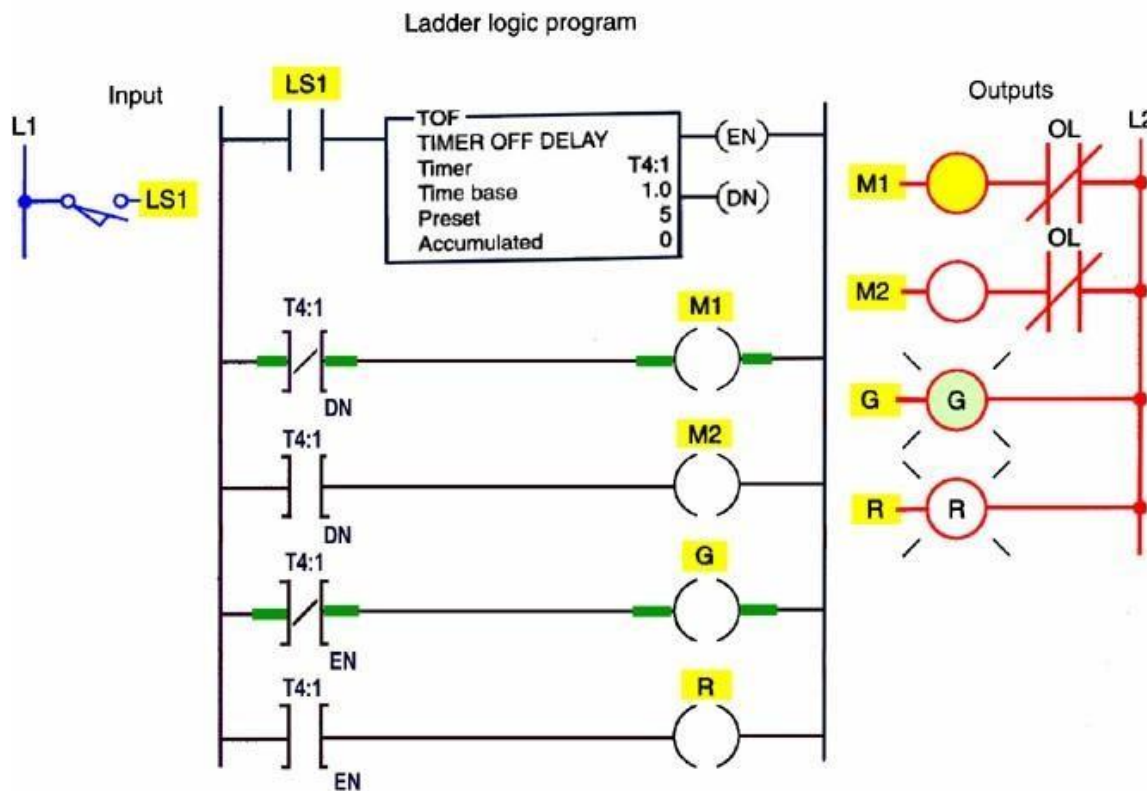 Ladder logic program
Input
Outputs
L1
LS1
LS1
TOF
TIMER OFF DELAY
Timer T4:1
Time base 1.0
Preset 5
Accumulated 0
EN
DN
OL
L2
M1
OL
M2
T4:1
DN
M1
T4:1
DN
M2
G
G
R
R
T4:1
EN
G
T4:1
EN
R